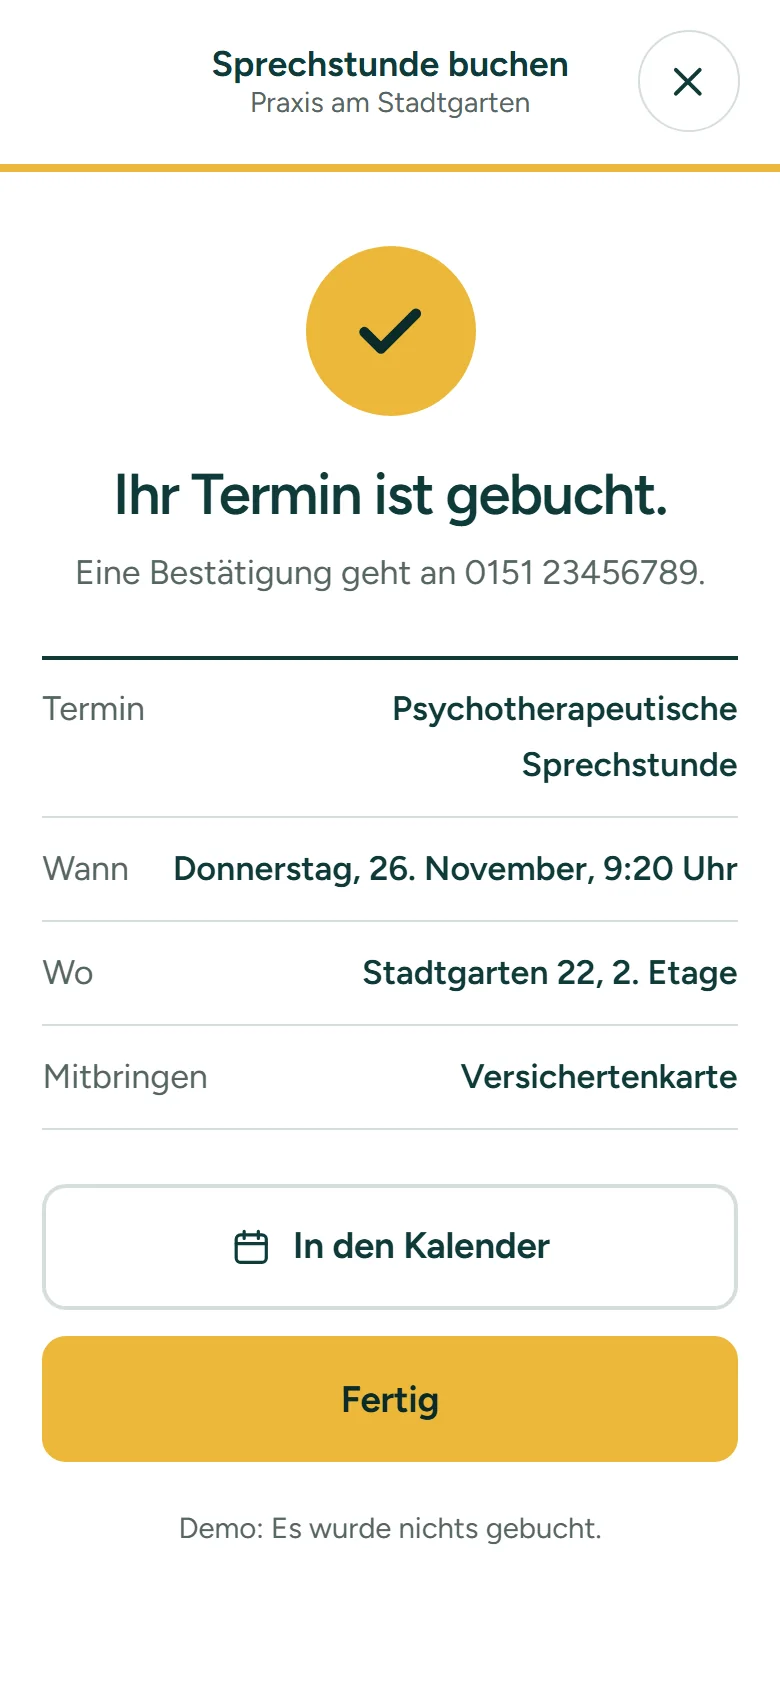 Sprechstunde buchen
Praxis am Stadtgarten
Ihr Termin ist gebucht.
Eine Bestätigung geht an 0151 23456789.
Termin Psychotherapeutische
Sprechstunde
Wann Donnerstag, 26. November, 9:20 Uhr
Wo Stadtgarten 22, 2. Etage
Mitbringen Versichertenkarte
In den Kalender
Fertig
Demo: Es wurde nichts gebucht.